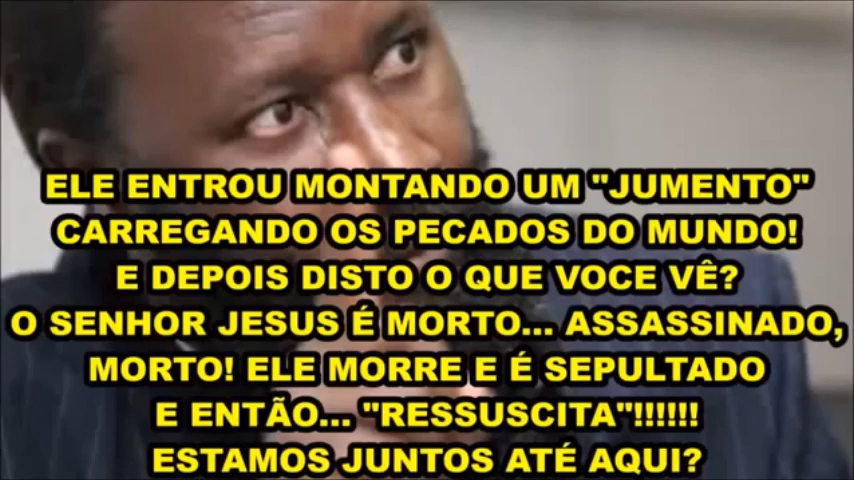 ELE ENTROU MONTANDO UM "JUMENTO"
CARREGANDO OS PECADOS DO MUNDO!
E DEPOIS DISTO O QUE VOCE VÊ?
O SENHOR JESUS É MORTO... ASSASSINADO,
MORTO! ELE MORRE E É SEPULTADO
E ENTÃO... "RESSUSCITA"!!!!!!
ESTAMOS JUNTOS ATÉ AQUI?